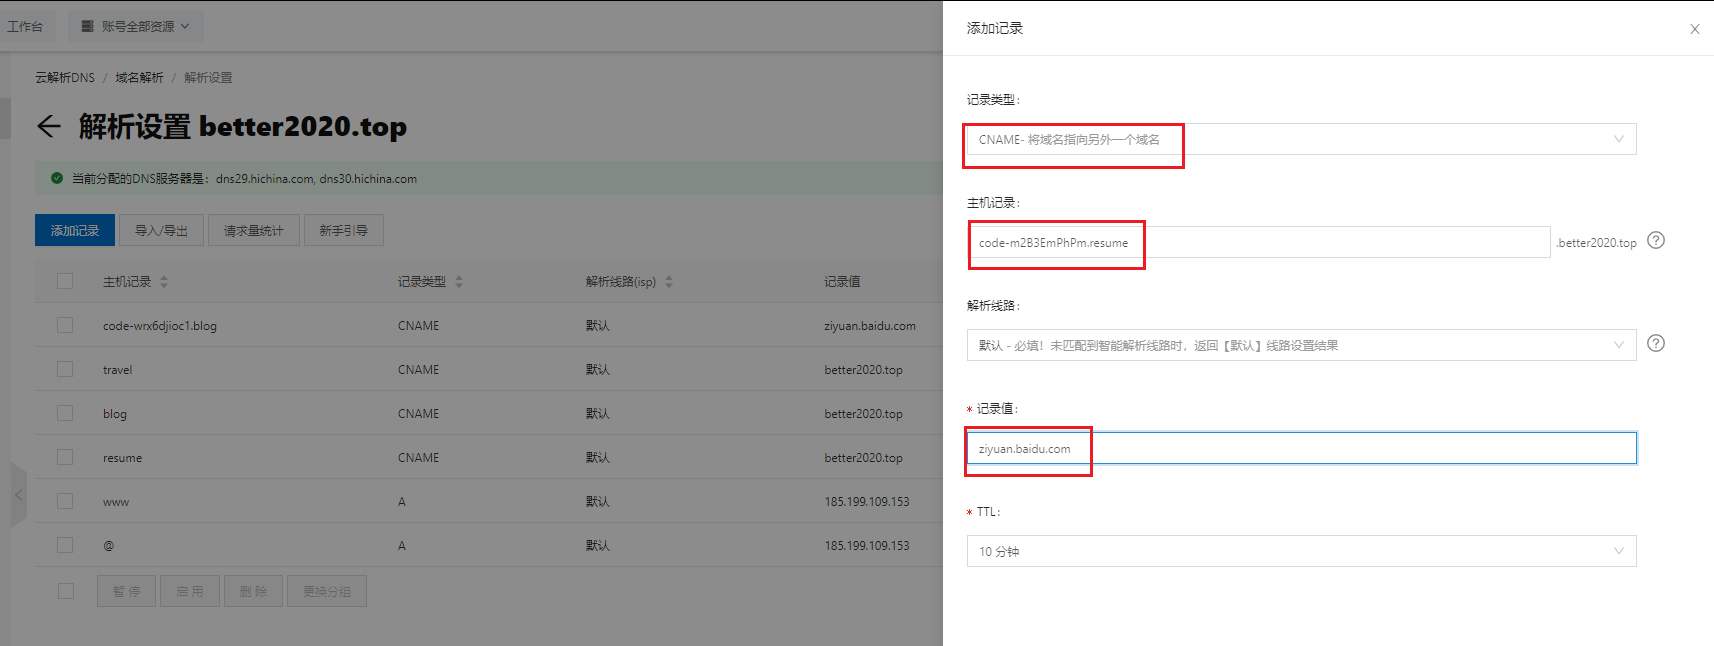 工作台 账号全部资源
云解析DNS / 域名解析 / 解析设置
解析设置 better2020.top
当前分配的DNS服务器是：dns29.hichina.com, dns30.hichina.com
添加记录 导入/导出 请求量统计 新手引导
主机记录 记录类型 解析线路(isp) 记录值
code-wrx6djioc1.blog CNAME 默认 ziyuan.baidu.com
travel CNAME 默认 better2020.top
blog CNAME 默认 better2020.top
resume CNAME 默认 better2020.top
www A 默认 185.199.109.153
@ A 默认 185.199.109.153
暂 停 启 用 删 除 更换分组
添加记录
记录类型：
CNAME- 将域名指向另外一个域名
主机记录：
code-m2B3EmPhPm.resume .better2020.top
解析线路：
默认 - 必填！未匹配到智能解析线路时，返回【默认】线路设置结果
* 记录值：
ziyuan.baidu.com
* TTL：
10 分钟